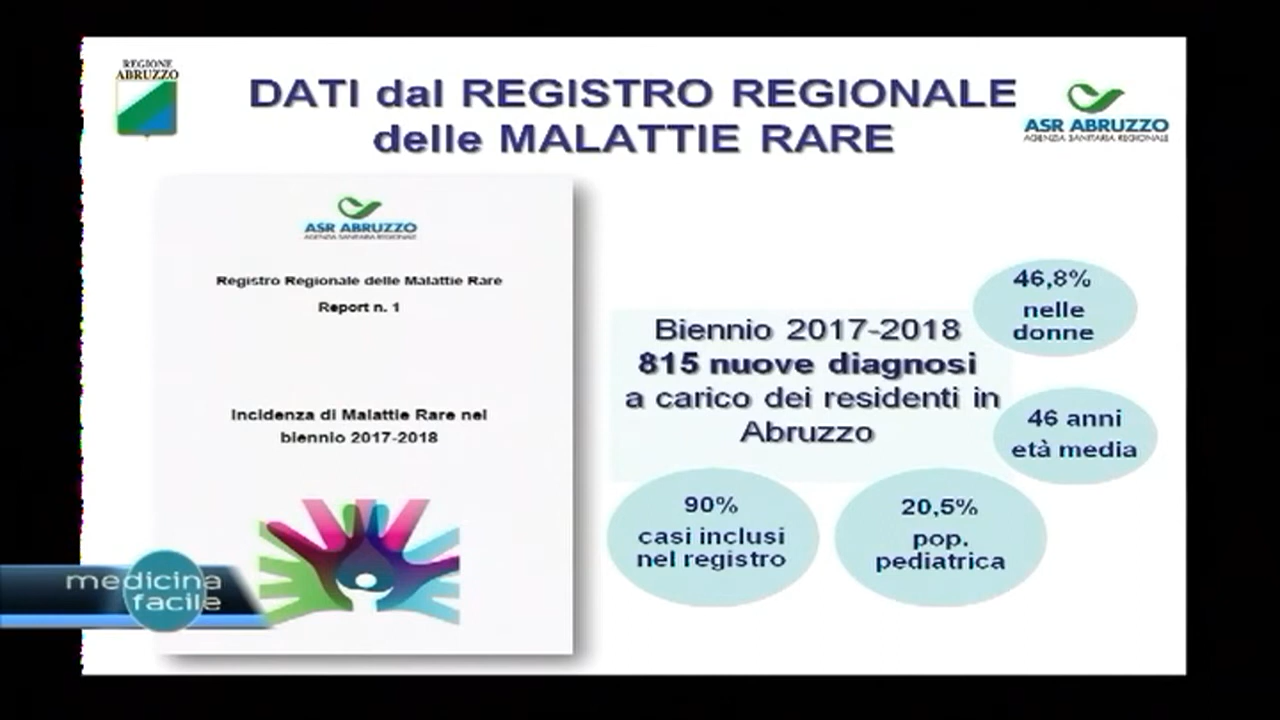 REGIONE
ABRUZZO
DATI dal REGISTRO REGIONALE
delle MALATTIE RARE
ASR ABRUZZO
AGENZIA SANITARIA REGIONALE
ASR ABRUZZO
AGENZIA SANITARIA REGIONALE
Registro Regionale delle Malattie Rare
Report n. 1
Incidenza di Malattie Rare nel
biennio 2017-2018
Biennio 2017-2018
815 nuove diagnosi
a carico dei residenti in
Abruzzo
46,8%
nelle
donne
46 anni
età media
90%
casi inclusi
nel registro
20,5%
pop.
pediatrica
medicina
facile